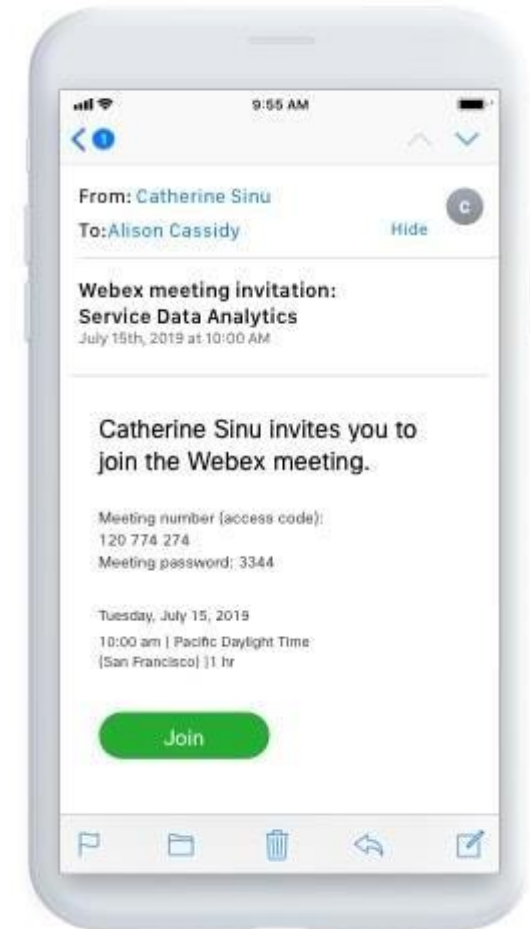 9:55 AM
1
From: Catherine Sinu
C
To:Alison Cassidy
Hide
Webex meeting invitation:
Service Data Analytics
July 15th, 2019 at 10:00 AM
Catherine Sinu invites you to
join the Webex meeting.
Meeting number (access code):
120 774 274
Meeting password: 3344
Tuesday, July 15, 2019
10:00 am | Pacific Daylight Time
(San Francisco) |1 hr
Join